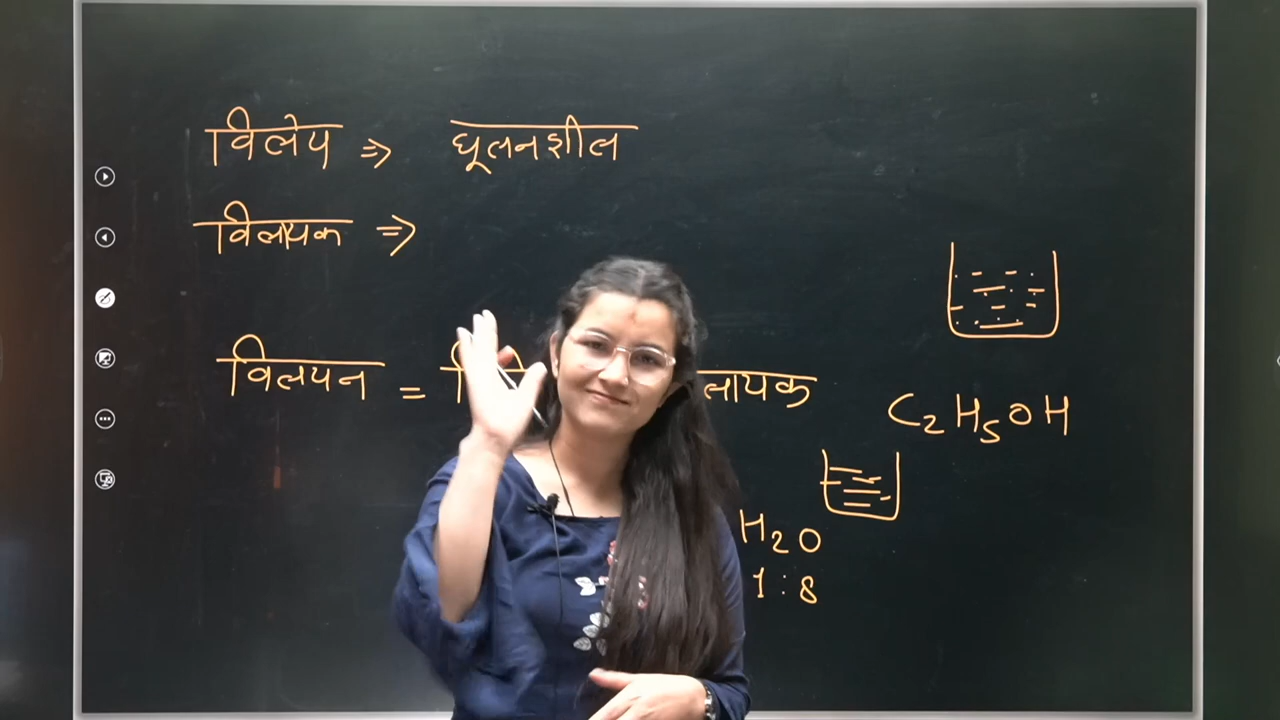 विलेय => घूलनशील
विलायक =>
विलयन = लायक
C2H5OH
H2O
1 : 8